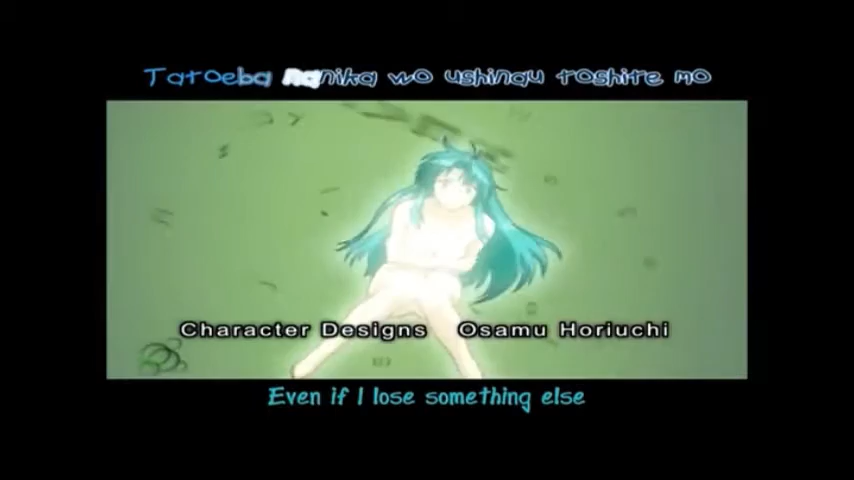 Tatoeba nanika wo ushinau toshite mo
Character Designs Osamu Horiuchi
Even if I lose something else